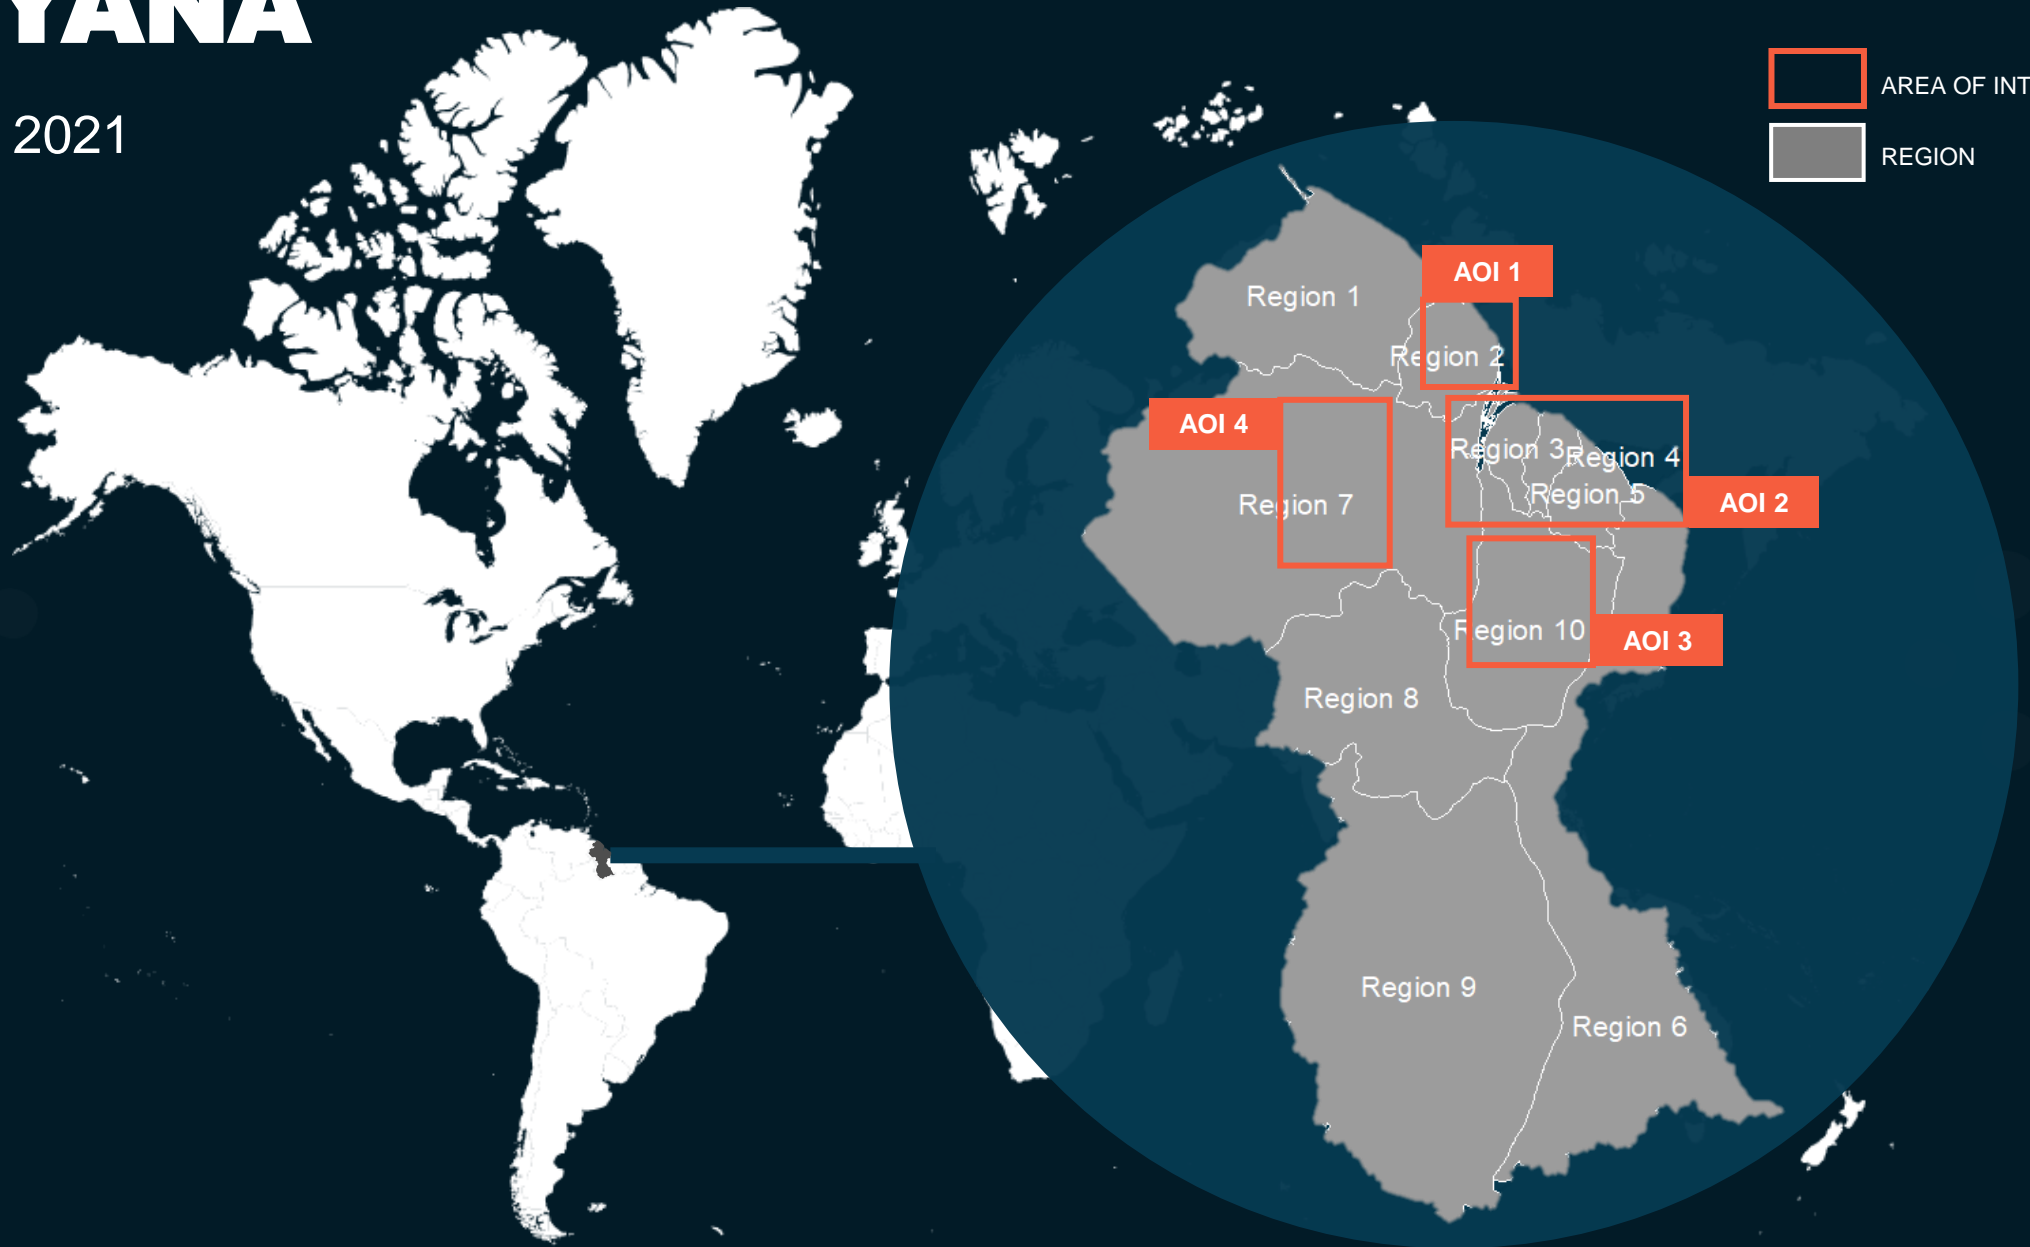 YANA
2021
AREA OF INT
REGION
AOI 1
Region 1
Region 2
AOI 4
Region 3
Region 4
Region 5
AOI 2
Region 7
Region 10
AOI 3
Region 8
Region 9
Region 6